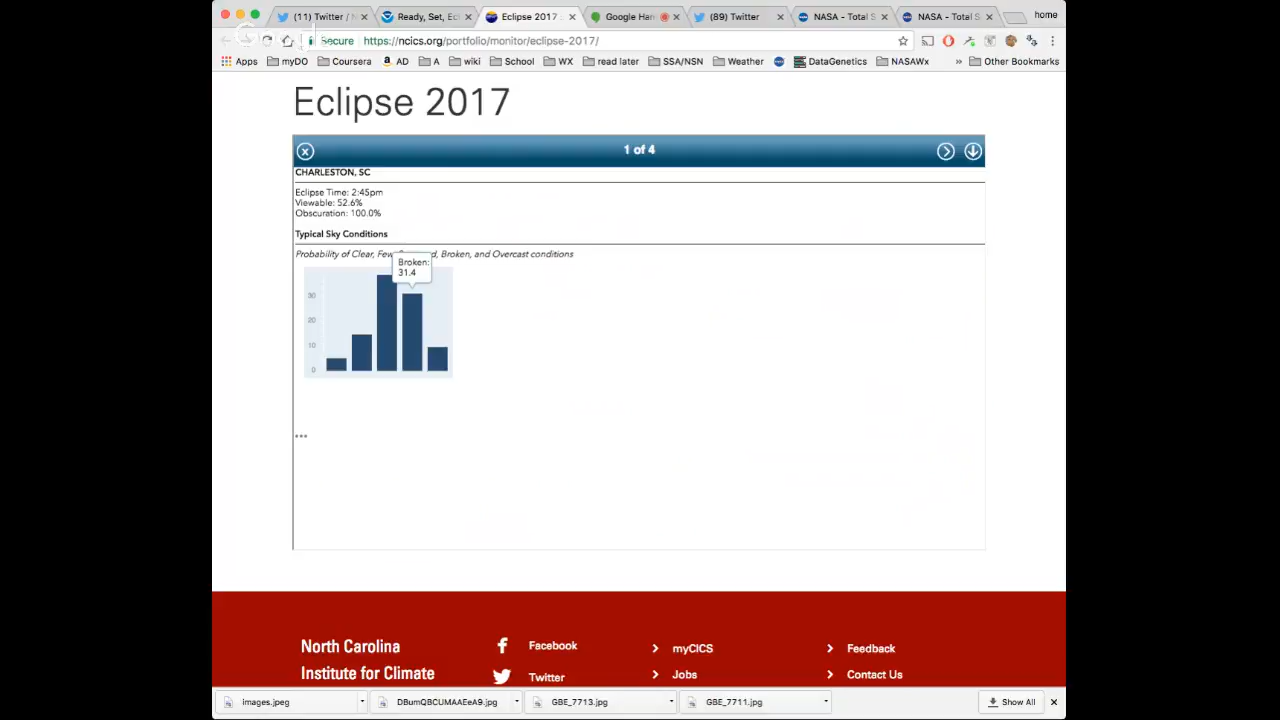 (11) Twitter / N
Ready, Set, Ec
Eclipse 2017
Google Han
(89) Twitter
NASA - Total S
NASA - Total S
home
Secure
https://ncics.org/portfolio/monitor/eclipse-2017/
Apps
myDO
Coursera
AD
A
wiki
School
WX
read later
SSA/NSN
Weather
DataGenetics
NASAWx
»
Other Bookmarks
Eclipse 2017
1 of 4
CHARLESTON, SC
Eclipse Time: 2:45pm
Viewable: 52.6%
Obscuration: 100.0%
Typical Sky Conditions
Probability of Clear, Few, d, Broken, and Overcast conditions
Broken:
31.4
30
20
10
0
North Carolina
Institute for Climate
Facebook
Twitter
myCICS
Jobs
Feedback
Contact Us
images.jpeg
DBumQBCUMAAEeA9.jpg
GBE_7713.jpg
GBE_7711.jpg
Show All